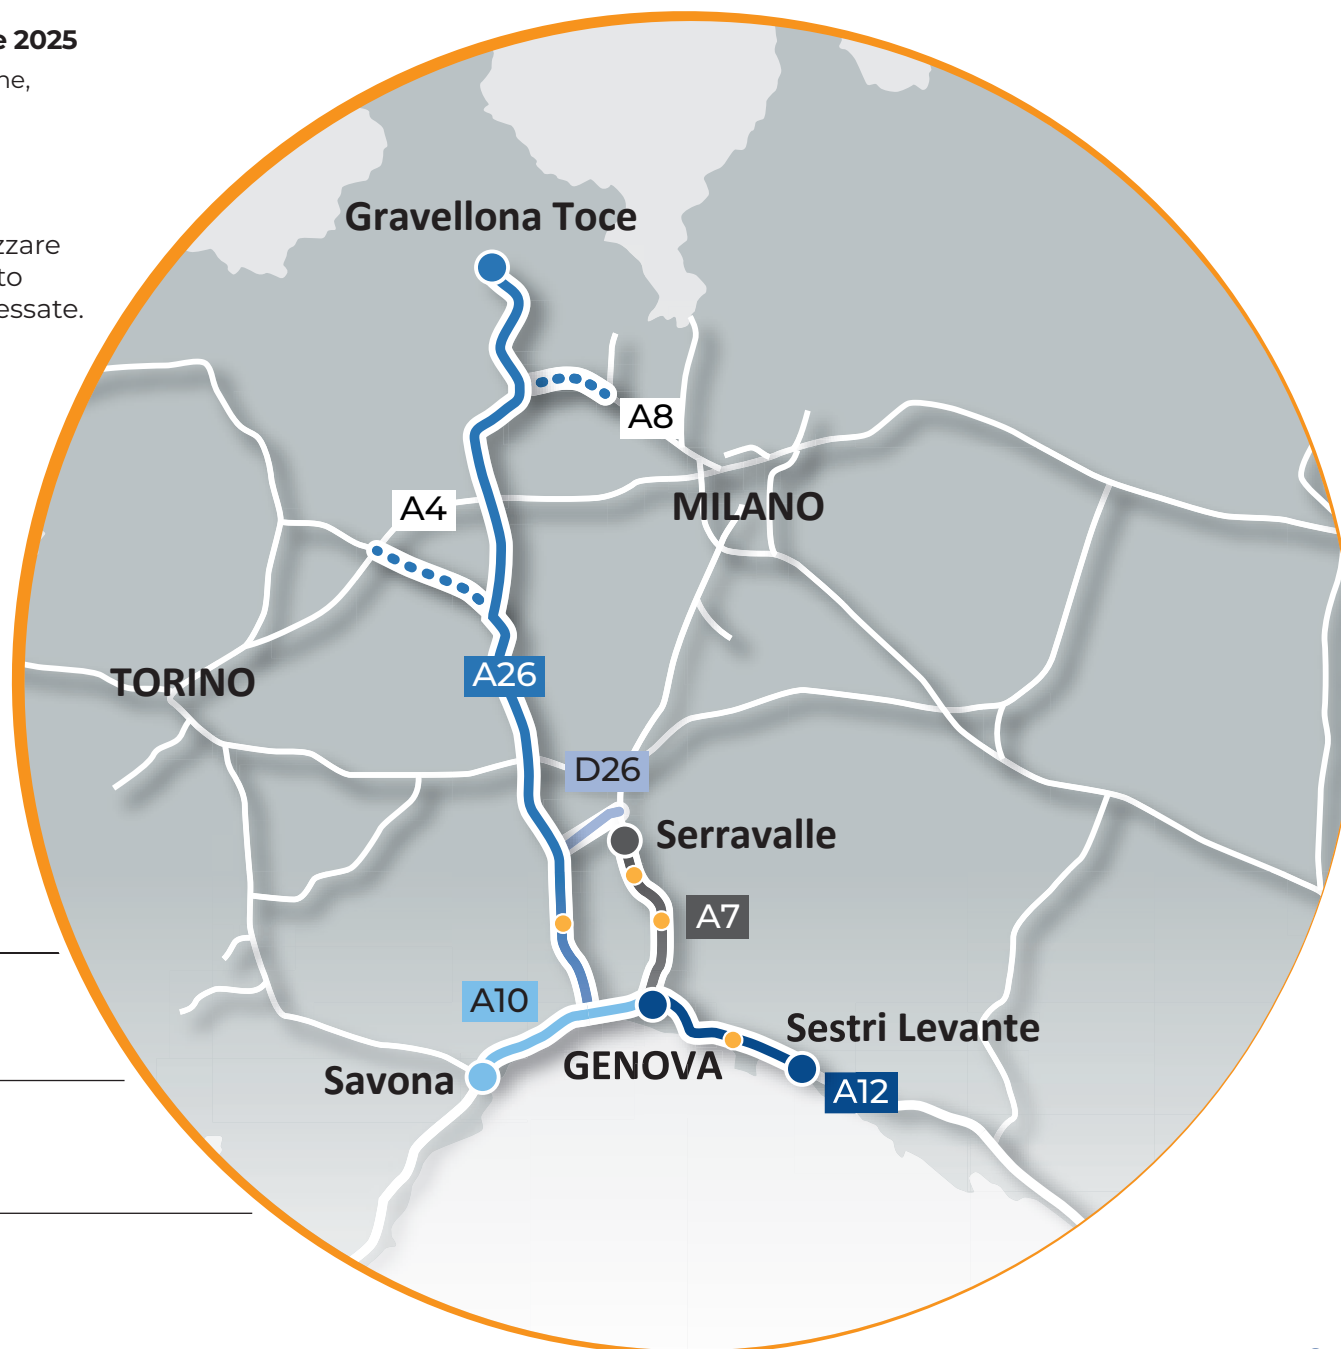 e 2025
ne,
zzare
to
essate.
Gravellona Toce
A8
A4
MILANO
TORINO
A26
D26
Serravalle
A7
A10
Sestri Levante
GENOVA
Savona
A12